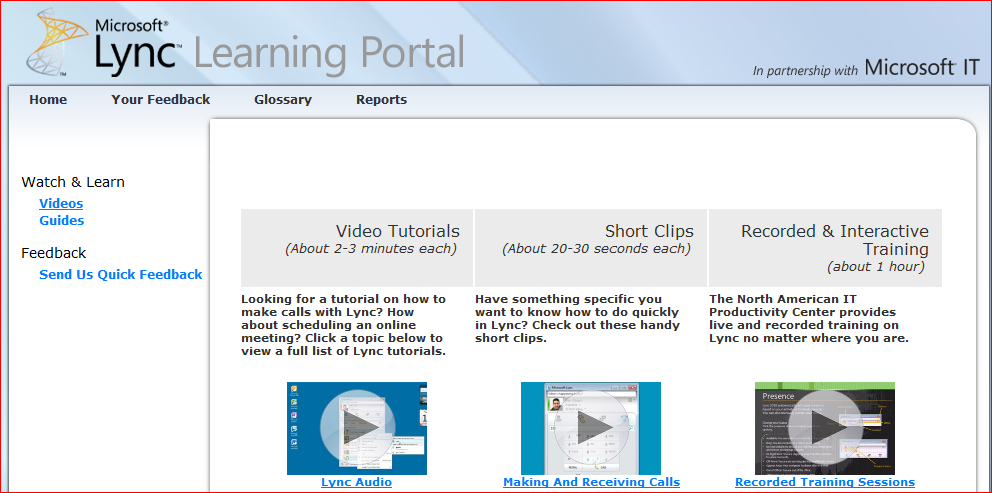 Microsoft®
Lync™ Learning Portal
In partnership with Microsoft® IT
Home Your Feedback Glossary Reports
Watch & Learn
Videos
Guides
Feedback
Send Us Quick Feedback
Video Tutorials
(About 2-3 minutes each)
Looking for a tutorial on how to
make calls with Lync? How
about scheduling an online
meeting? Click a topic below to
view a full list of Lync tutorials.
Lync Audio
Short Clips
(About 20-30 seconds each)
Have something specific you
want to know how to do quickly
in Lync? Check out these handy
short clips.
Microsoft Lync
Making And Receiving Calls
Recorded & Interactive
Training
(about 1 hour)
The North American IT
Productivity Center provides
live and recorded training on
Lync no matter where you are.
Presence
Recorded Training Sessions